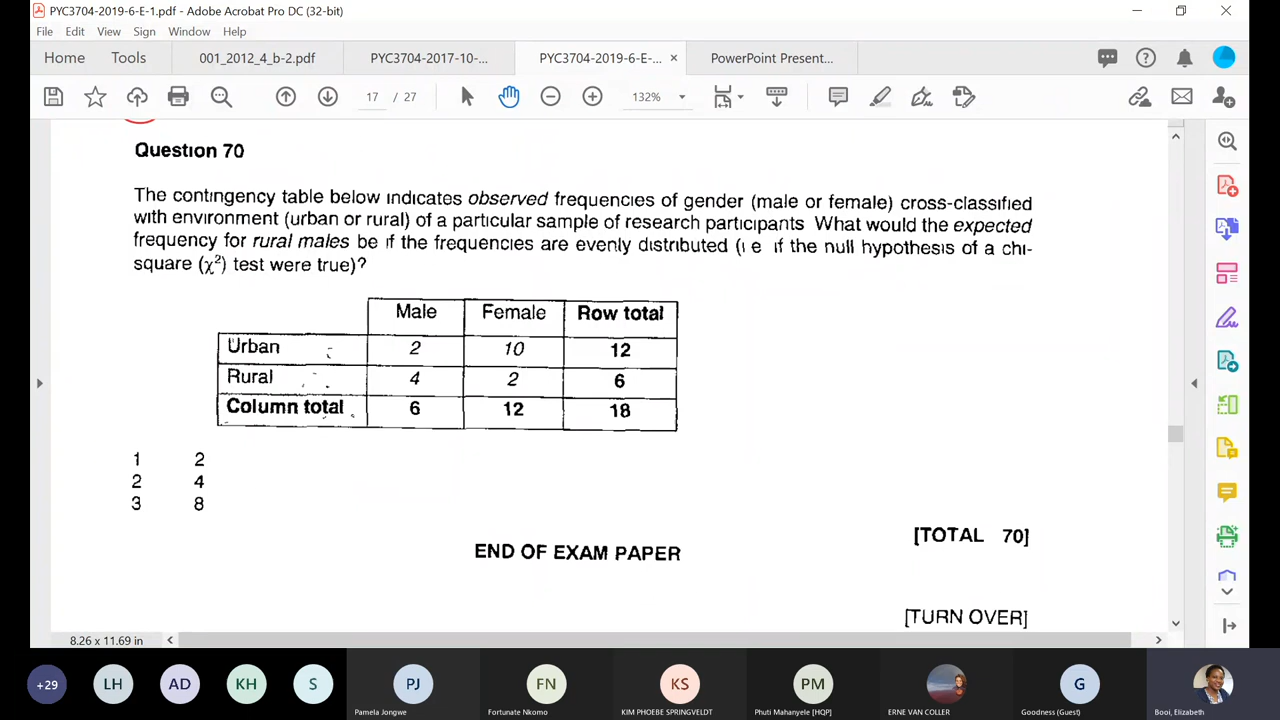 PYC3704-2019-6-E-1.pdf - Adobe Acrobat Pro DC (32-bit)
File Edit View Sign Window Help
Home Tools 001_2012_4_b-2.pdf PYC3704-2017-10-... PYC3704-2019-6-E-... × PowerPoint Present...
17 / 27 132%
Question 70
The contingency table below indicates observed frequencies of gender (male or female) cross-classified
with environment (urban or rural) of a particular sample of research participants What would the expected
frequency for rural males be if the frequencies are evenly distributed (i e if the null hypothesis of a chi-
square (χ²) test were true)?
Male Female Row total
Urban 2 10 12
Rural 4 2 6
Column total 6 12 18
1 2
2 4
3 8
[TOTAL 70]
END OF EXAM PAPER
[TURN OVER]
8.26 x 11.69 in
+29 LH AD KH S PJ FN KS PM G
Pamela Jongwe Fortunate Nkomo KIM PHOEBE SPRINGVELDT Phuti Mahanyele [HQP] ERNE VAN COLLER Goodness (Guest) Booi, Elizabeth